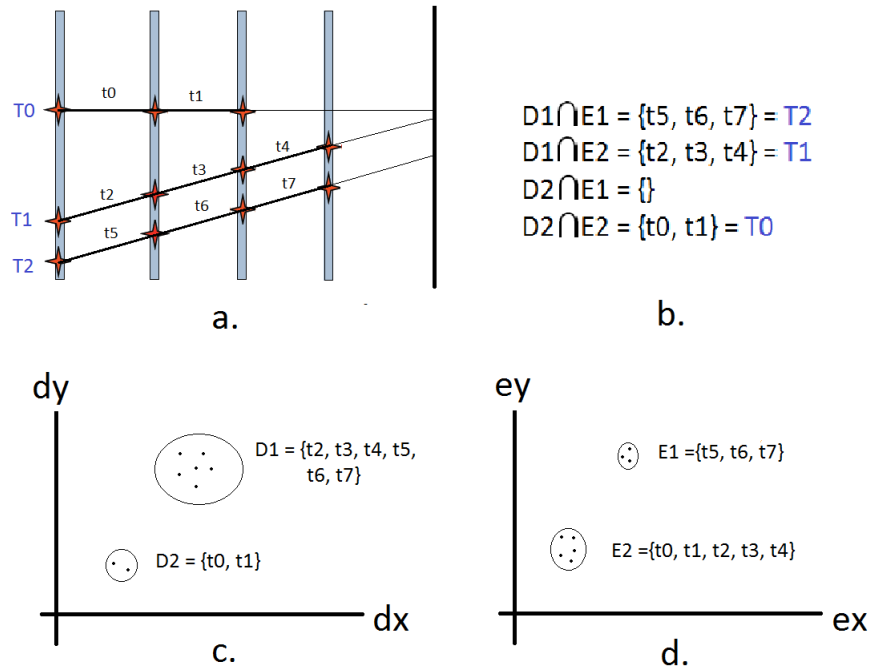 t0
t1
T0
t4
t3
t7
t2
t6
T1
t5
T2
a.
D1⋂E1 = {t5, t6, t7} = T2
D1⋂E2 = {t2, t3, t4} = T1
D2⋂E1 = {}
D2⋂E2 = {t0, t1} = T0
b.
dy
D1 = {t2, t3, t4, t5,
t6, t7}
D2 = {t0, t1}
dx
c.
ey
E1 ={t5, t6, t7}
E2 ={t0, t1, t2, t3, t4}
ex
d.